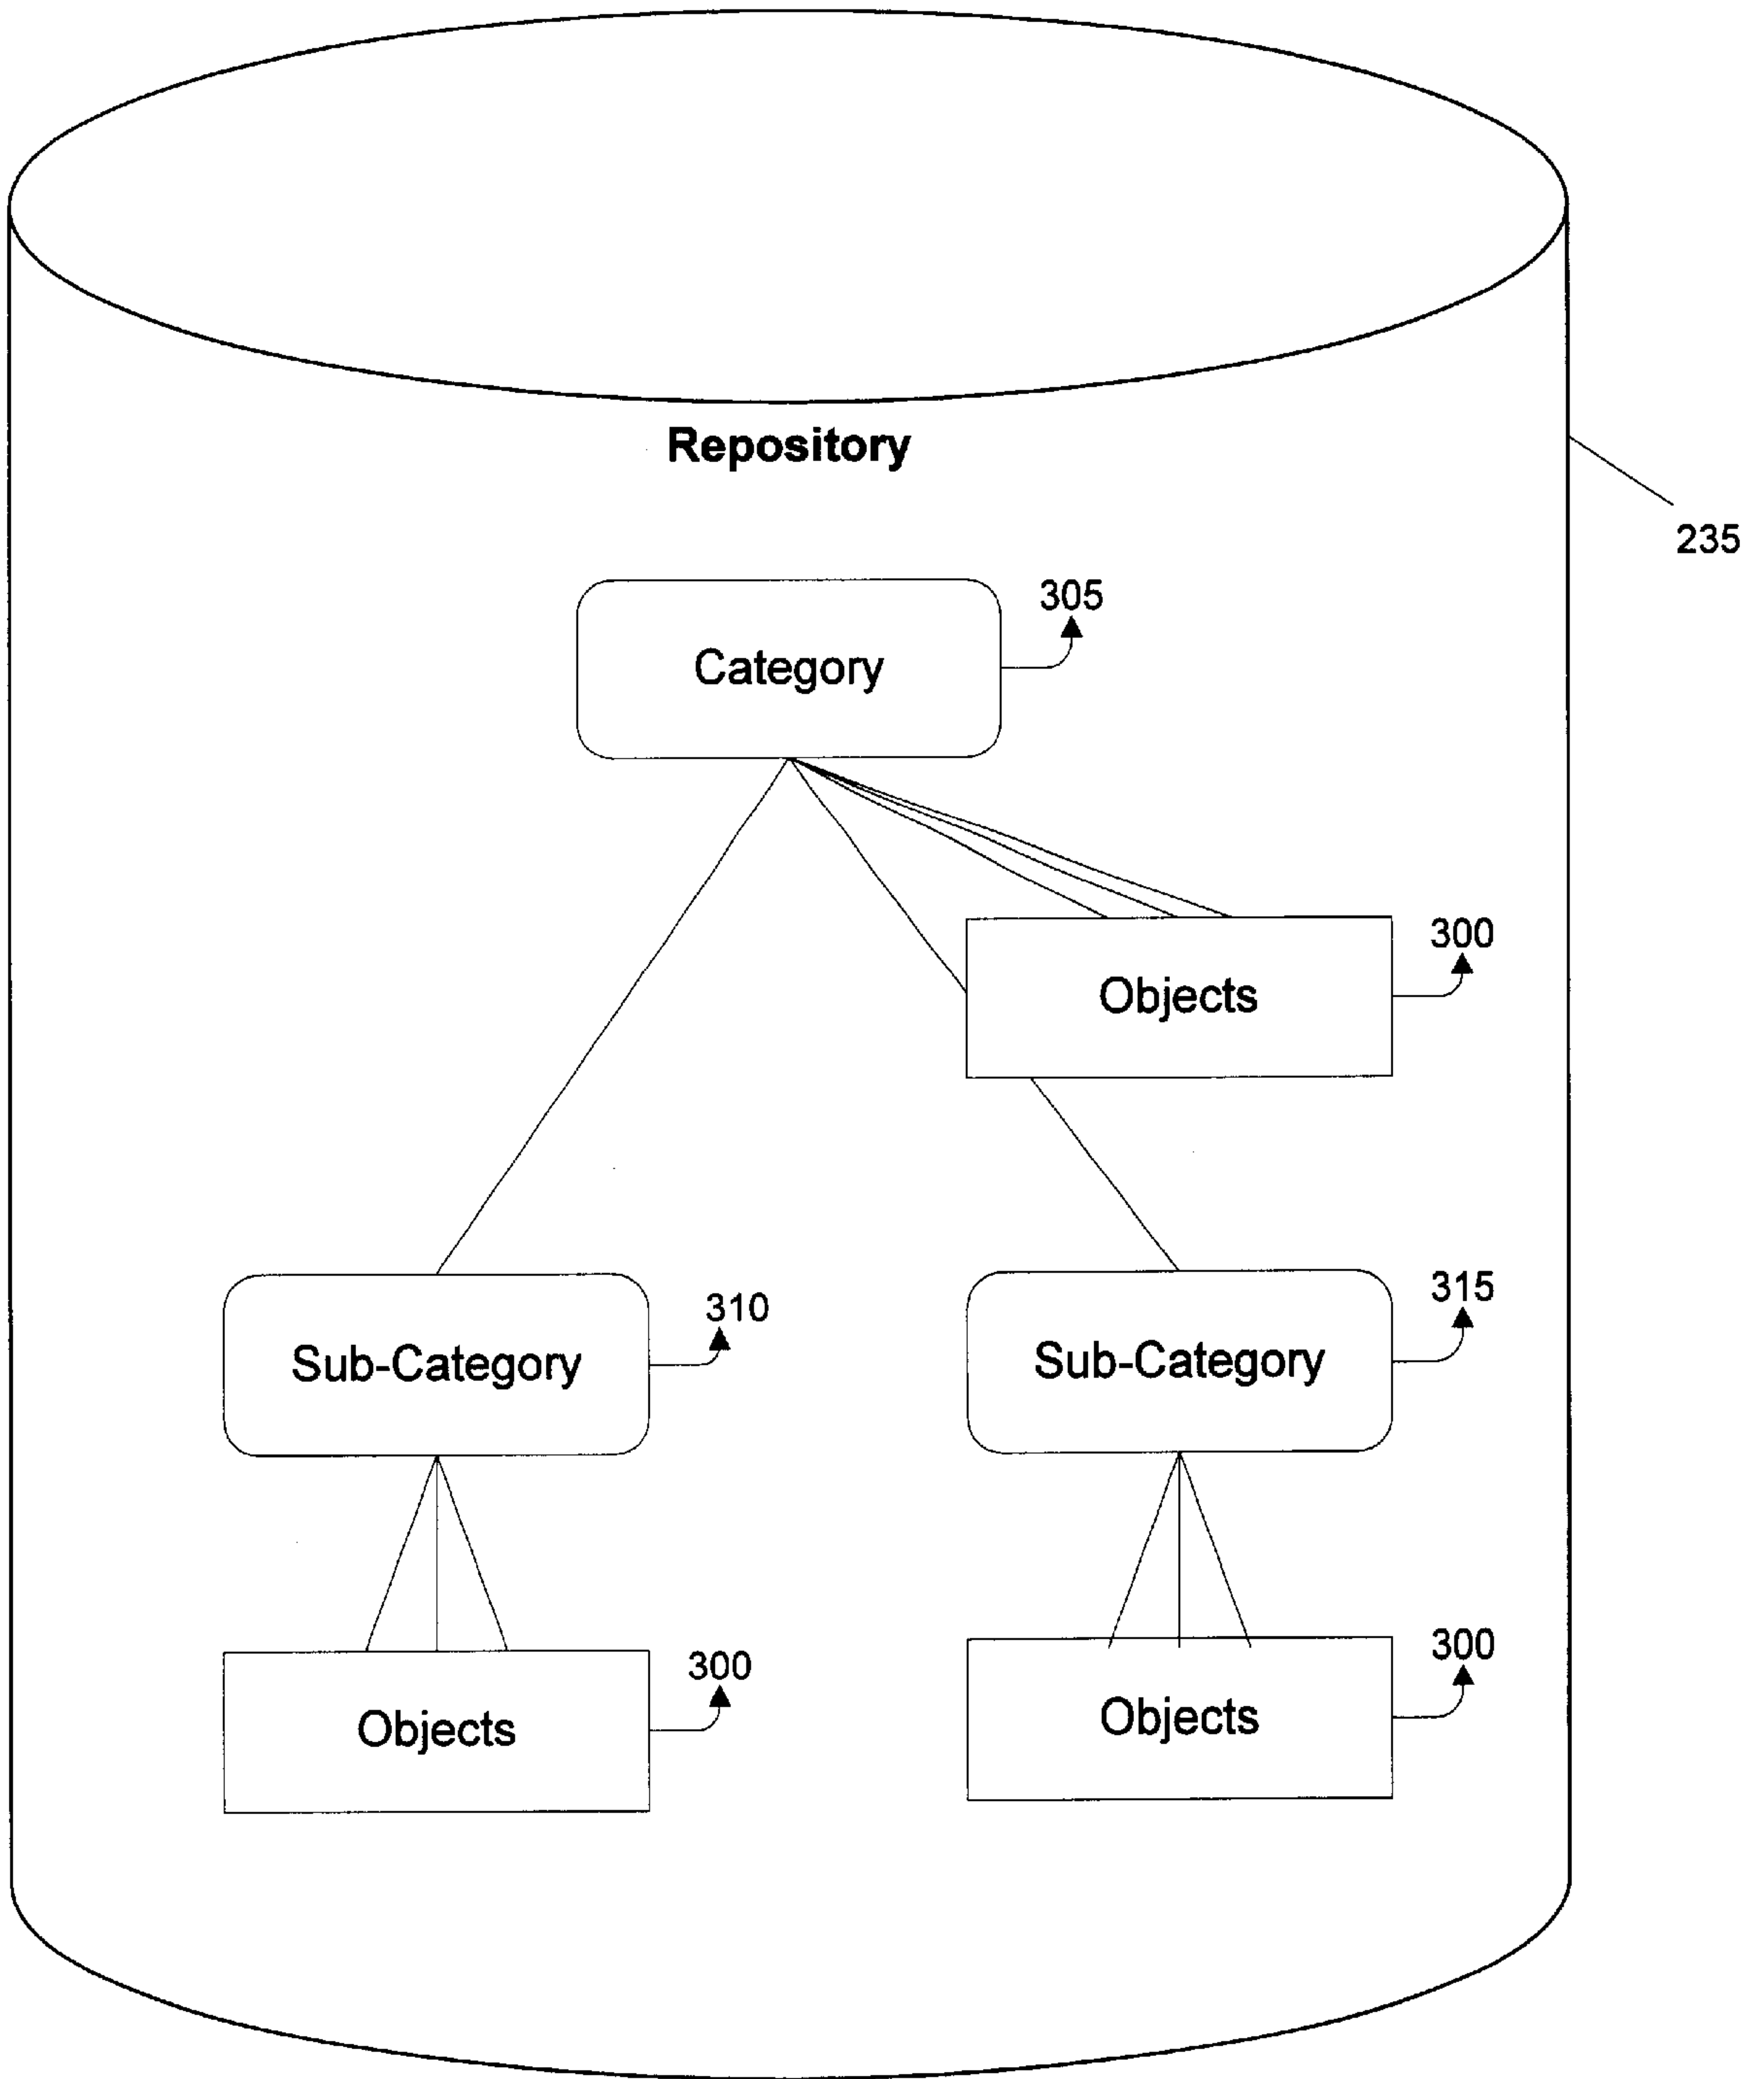 Repository
235
305
Category
300
Objects
310
315
Sub-Category
Sub-Category
300
300
Objects
Objects